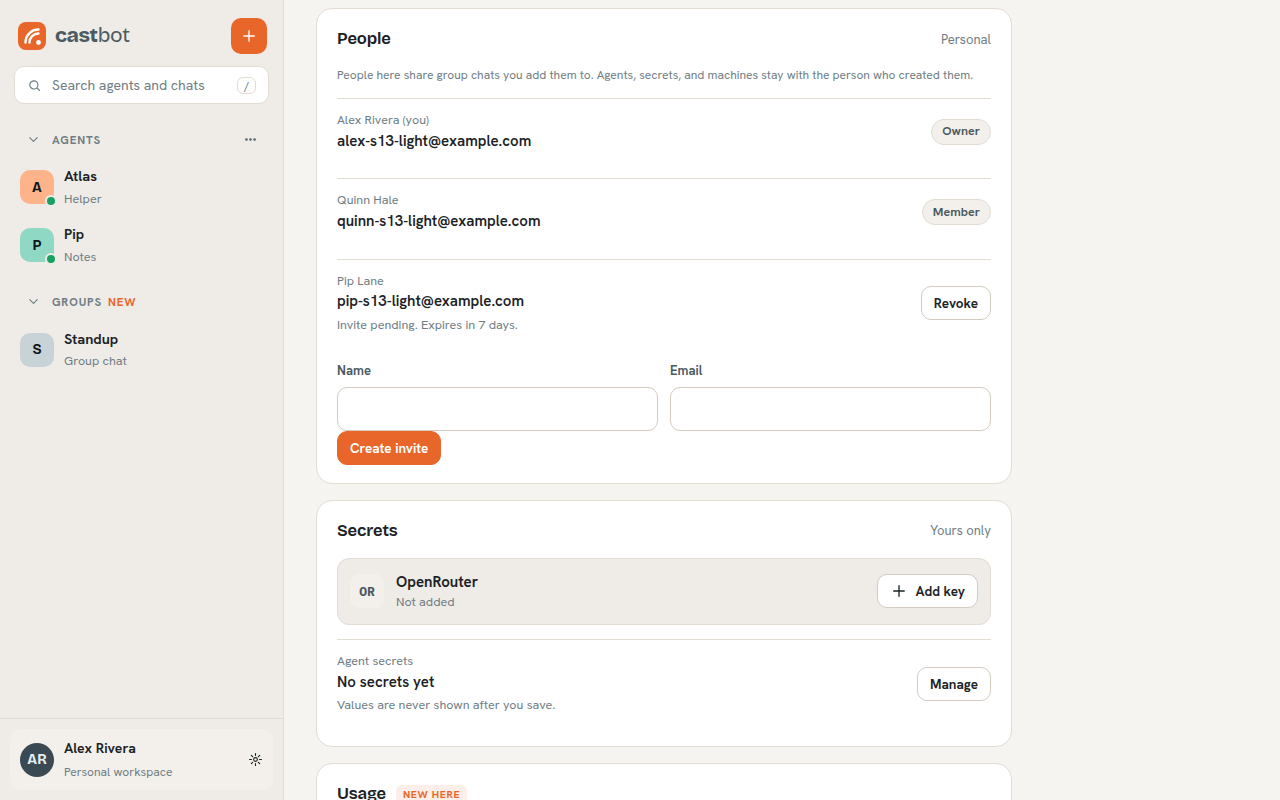 castbot
Search agents and chats /
AGENTS
A
Atlas
Helper
P
Pip
Notes
GROUPS NEW
S
Standup
Group chat
AR
Alex Rivera
Personal workspace
People Personal
People here share group chats you add them to. Agents, secrets, and machines stay with the person who created them.
Alex Rivera (you)
alex-s13-light@example.com
Owner
Quinn Hale
quinn-s13-light@example.com
Member
Pip Lane
pip-s13-light@example.com
Invite pending. Expires in 7 days.
Revoke
Name Email
Create invite
Secrets Yours only
OR
OpenRouter
Not added
Add key
Agent secrets
No secrets yet
Values are never shown after you save.
Manage
Usage NEW HERE